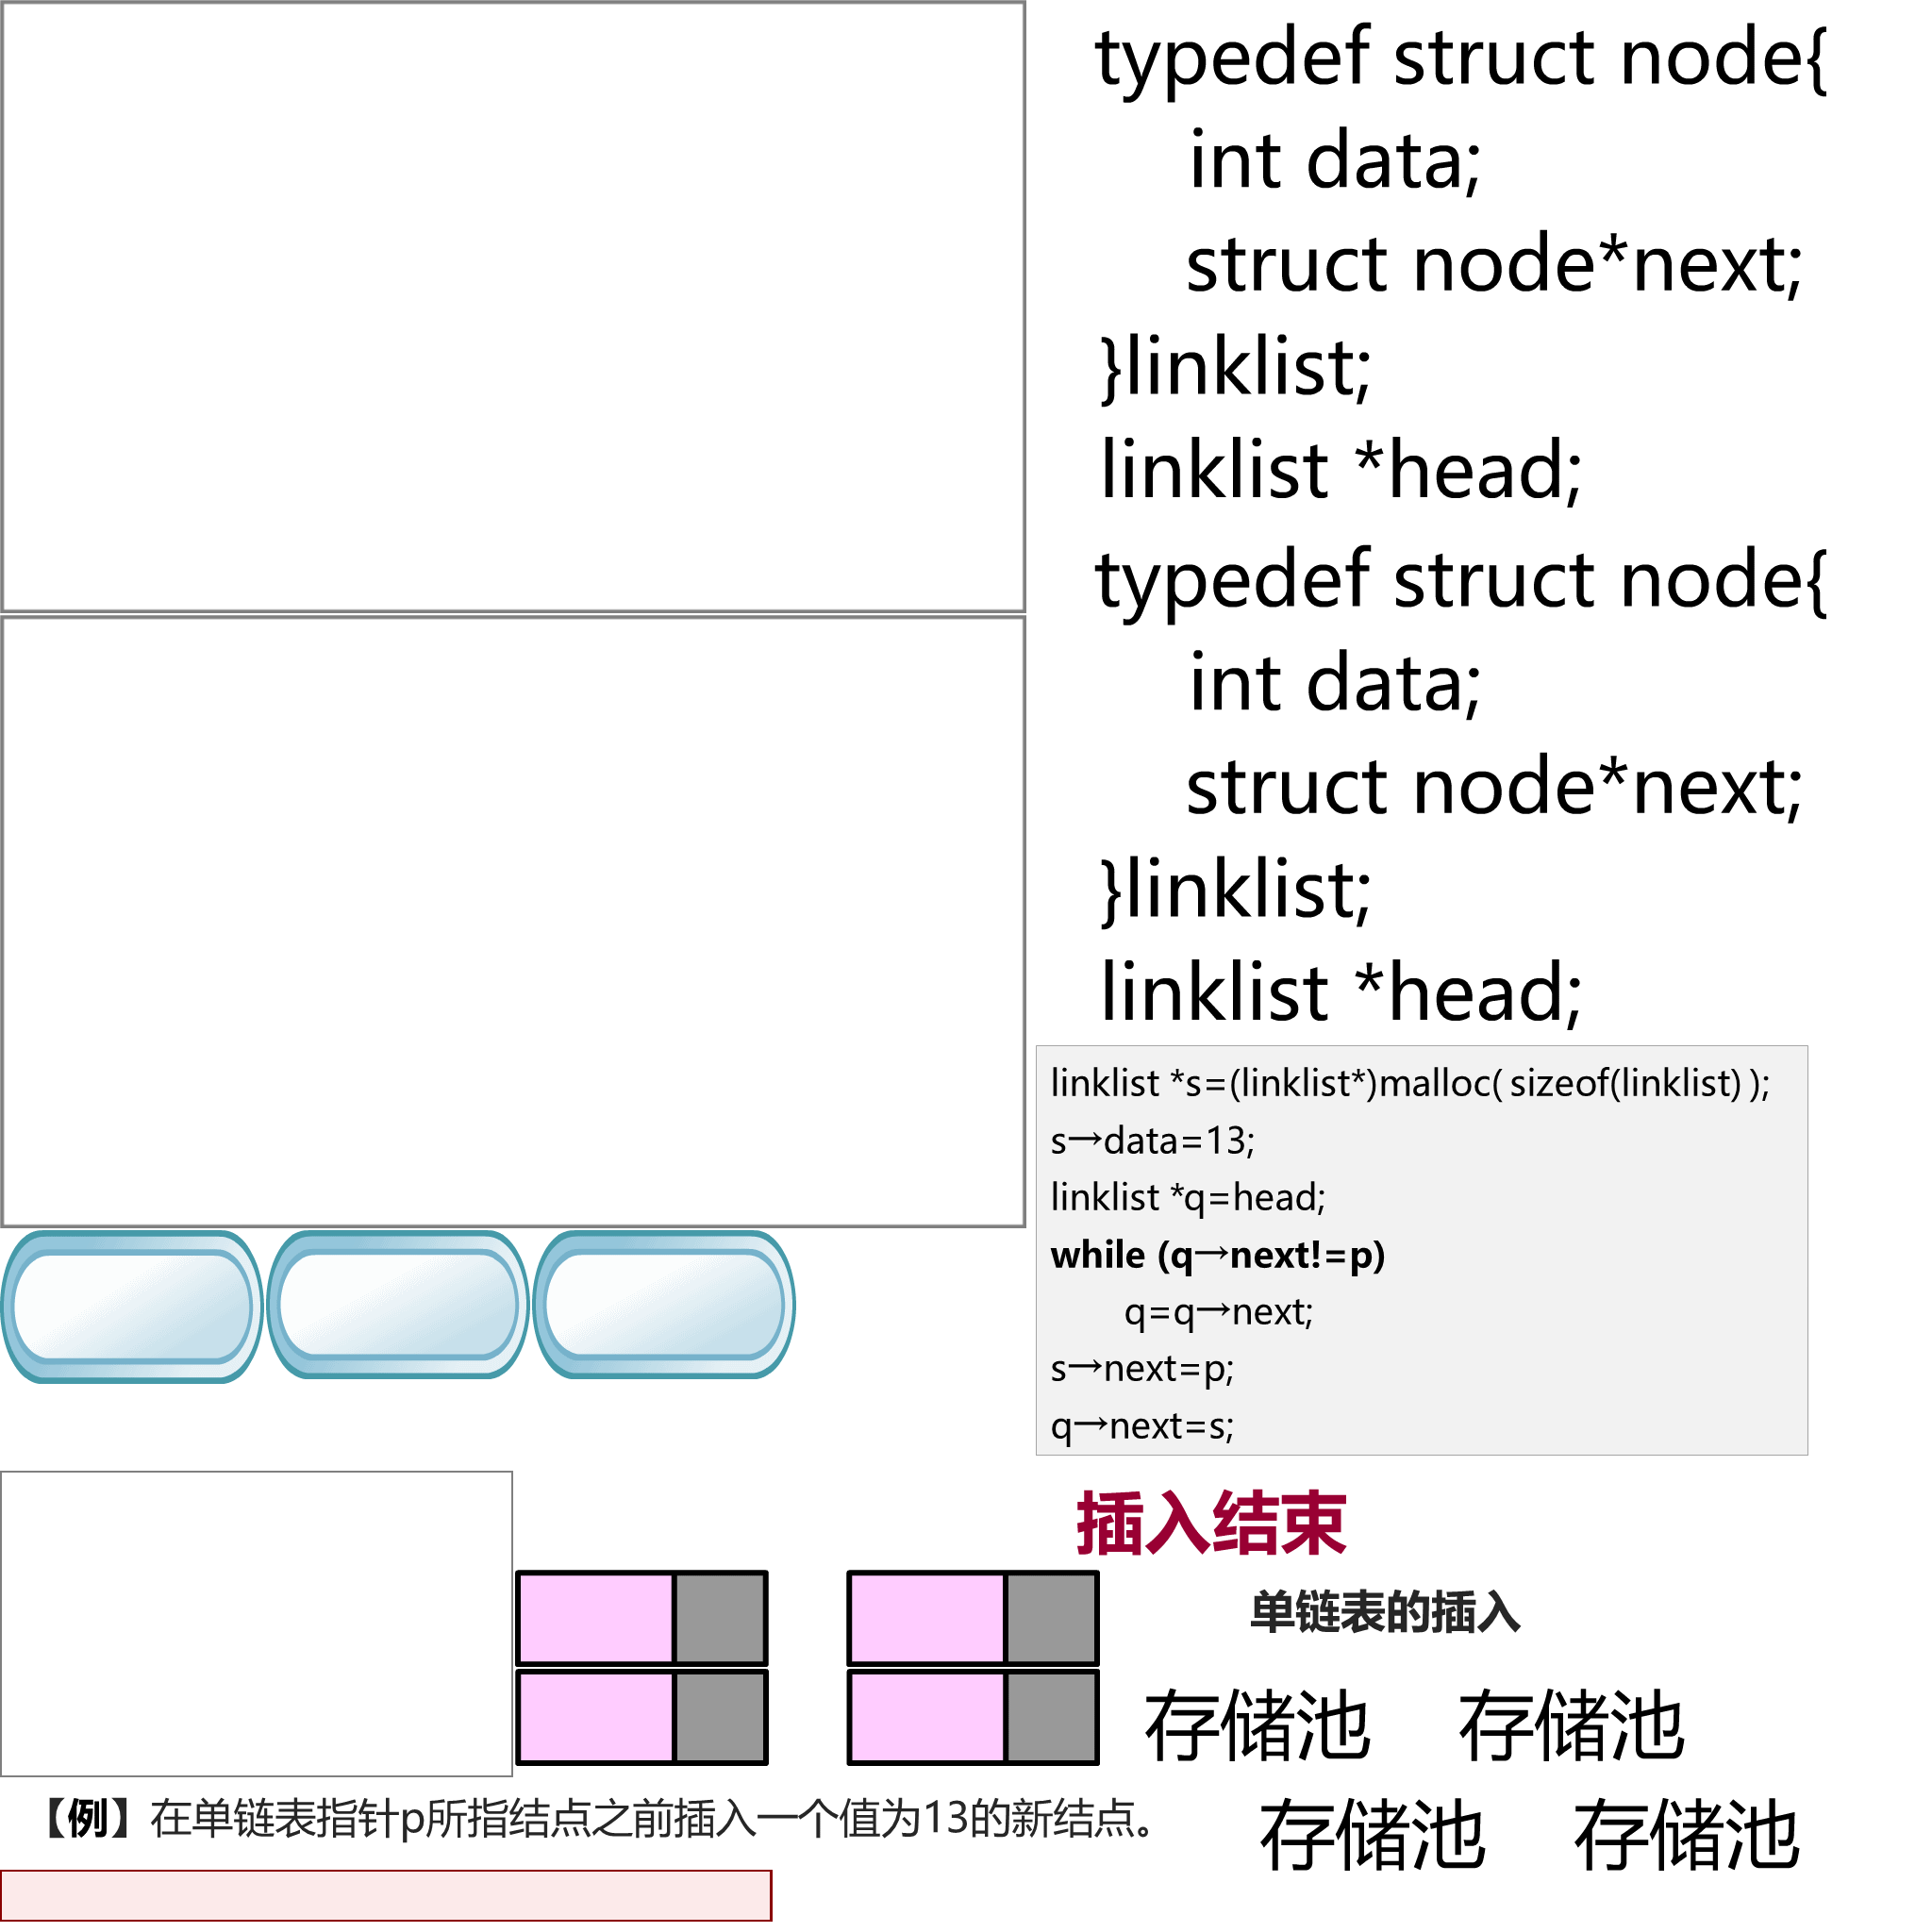 typedef struct node{
int data;
struct node*next;
}linklist;
linklist *head;
typedef struct node{
int data;
struct node*next;
}linklist;
linklist *head;
linklist *s=(linklist*)malloc( sizeof(linklist) );
s→data=13;
linklist *q=head;
while (q→next!=p)
q=q→next;
s→next=p;
q→next=s;
插入结束
单链表的插入
存储池 存储池
【例】在单链表指针p所指结点之前插入一个值为13的新结点。
存储池 存储池